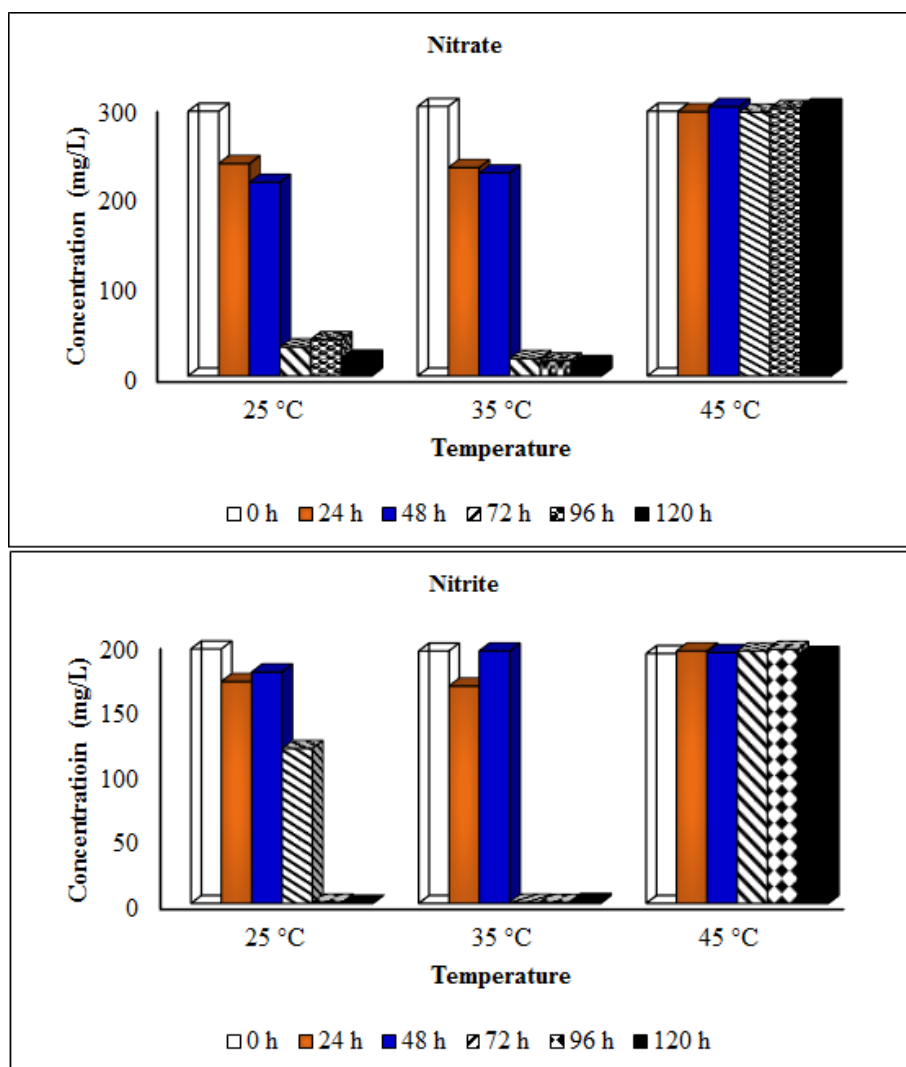 Nitrate
Concentration (mg/L)
300
200
100
0
25 °C 35 °C 45 °C
Temperature
0 h 24 h 48 h 72 h 96 h 120 h
Nitrite
Concentratioin (mg/L)
200
150
100
50
0
25 °C 35 °C 45 °C
Temperature
0 h 24 h 48 h 72 h 96 h 120 h